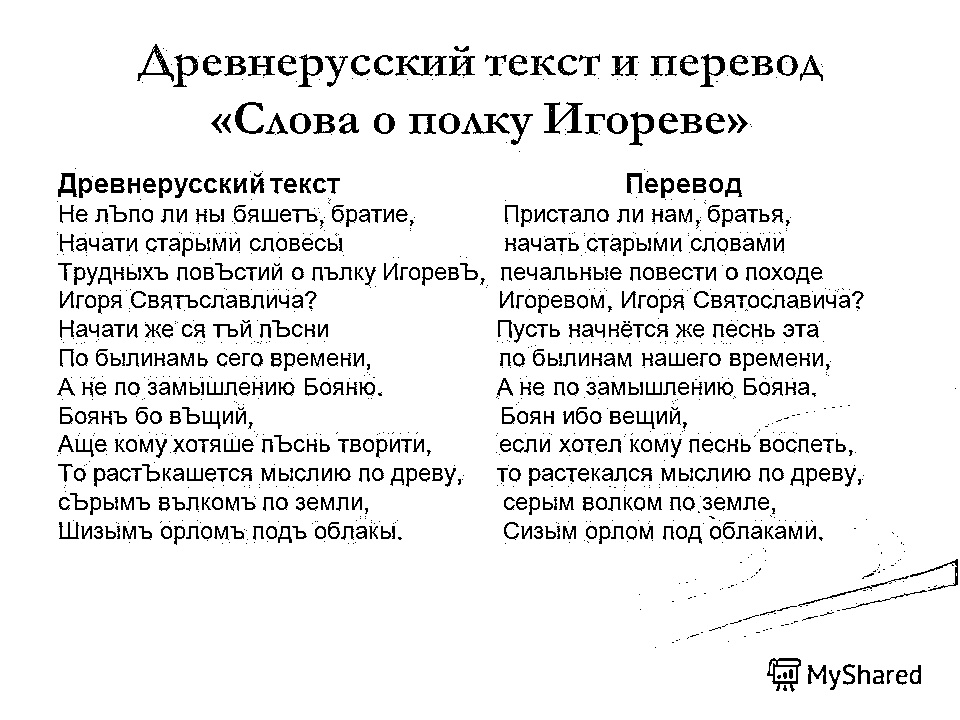 Древнерусский текст и перевод
«Слова о полку Игореве»
Древнерусский текст
Не лЪпо ли ны бяшетъ, братие,
Начати старыми словесы
Трудныхъ повЪстий о пълку ИгоревЪ,
Игоря Святъславлича?
Начати же ся тъй пЪсни
По былинамь сего времени,
А не по замышлению Бояню.
Боянъ бо вЪщий,
Аще кому хотяше пЪснь творити,
То растЪкашется мыслию по древу,
сЪрымъ вълкомъ по земли,
Шизымъ орломъ подъ облакы.
Перевод
Пристало ли нам, братья,
начать старыми словами
печальные повести о походе
Игоревом, Игоря Святославича?
Пусть начнётся же песнь эта
по былинам нашего времени,
А не по замышлению Бояна.
Боян ибо вещий,
если хотел кому песнь воспеть,
то растекался мыслию по древу,
серым волком по земле,
Сизым орлом под облаками.
MyShared